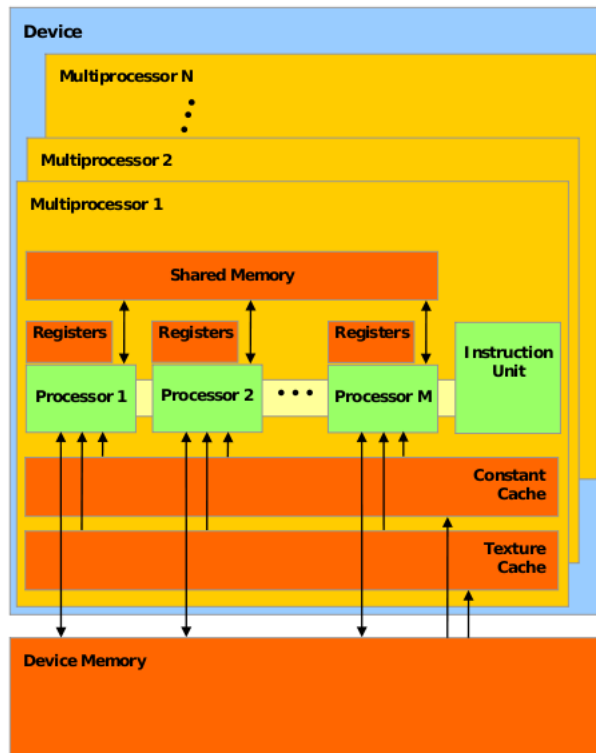 Device
Multiprocessor N
Multiprocessor 2
Multiprocessor 1
Shared Memory
Registers
Registers
Registers
Instruction
Unit
Processor 1
Processor 2
Processor M
Constant
Cache
Texture
Cache
Device Memory